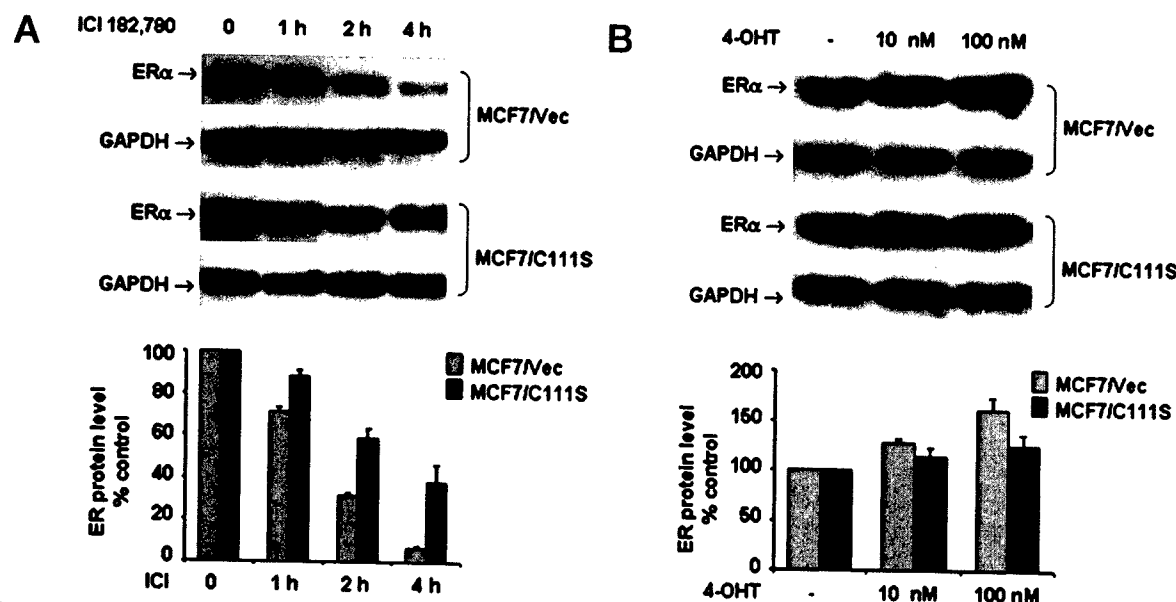 A
ICI 182,780 0 1 h 2 h 4 h
ERα →
GAPDH →
MCF7/Vec
ERα →
GAPDH →
MCF7/C111S
ER protein level
% control
100
80
60
40
20
0
MCF7/Vec
MCF7/C111S
ICI 0 1 h 2 h 4 h
B
4-OHT - 10 nM 100 nM
ERα →
GAPDH →
MCF7/Vec
ERα →
GAPDH →
MCF7/C111S
ER protein level
% control
200
150
100
50
0
MCF7/Vec
MCF7/C111S
4-OHT - 10 nM 100 nM